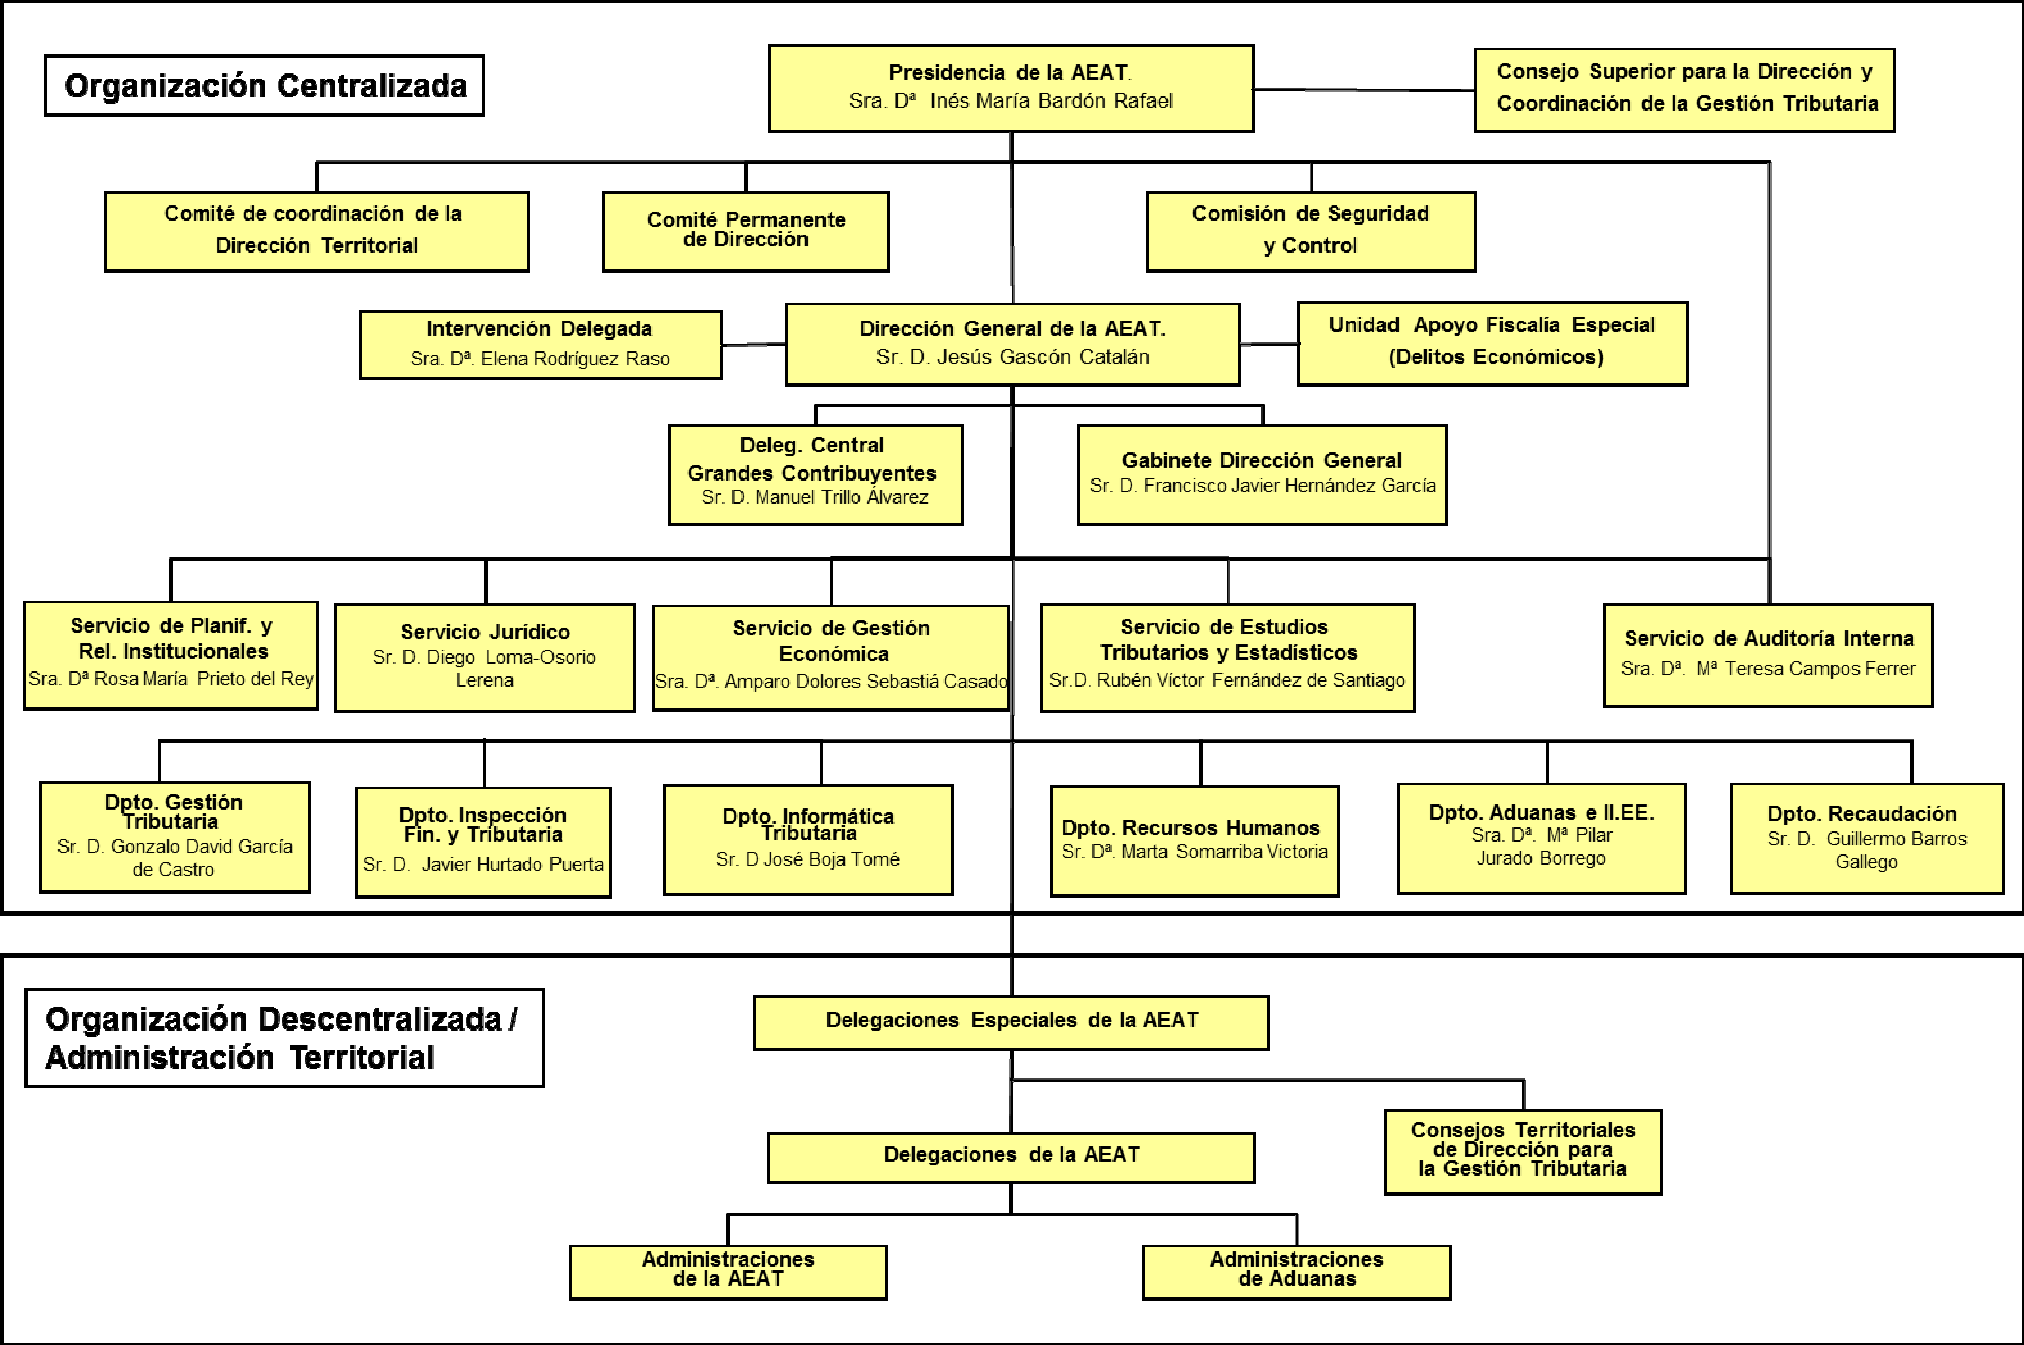 Organización Centralizada
Presidencia de la AEAT.
Sra. Dª Inés María Bardón Rafael
Consejo Superior para la Dirección y
Coordinación de la Gestión Tributaria
Comité de coordinación de la
Dirección Territorial
Comité Permanente
de Dirección
Comisión de Seguridad
y Control
Intervención Delegada
Sra. Dª. Elena Rodríguez Raso
Dirección General de la AEAT.
Sr. D. Jesús Gascón Catalán
Unidad Apoyo Fiscalía Especial
(Delitos Económicos)
Deleg. Central
Grandes Contribuyentes
Sr. D. Manuel Trillo Álvarez
Gabinete Dirección General
Sr. D. Francisco Javier Hernández García
Servicio de Planif. y
Rel. Institucionales
Sra. Dª Rosa María Prieto del Rey
Servicio Jurídico
Sr. D. Diego Loma-Osorio
Lerena
Servicio de Gestión
Económica
Sra. Dª. Amparo Dolores Sebastiá Casado
Servicio de Estudios
Tributarios y Estadísticos
Sr.D. Rubén Víctor Fernández de Santiago
Servicio de Auditoría Interna
Sra. Dª. Mª Teresa Campos Ferrer
Dpto. Gestión
Tributaria
Sr. D. Gonzalo David García
de Castro
Dpto. Inspección
Fin. y Tributaria
Sr. D. Javier Hurtado Puerta
Dpto. Informática
Tributaria
Sr. D José Boja Tomé
Dpto. Recursos Humanos
Sr. Dª. Marta Somarriba Victoria
Dpto. Aduanas e II.EE.
Sra. Dª. Mª Pilar
Jurado Borrego
Dpto. Recaudación
Sr. D. Guillermo Barros
Gallego
Organización Descentralizada /
Administración Territorial
Delegaciones Especiales de la AEAT
Delegaciones de la AEAT
Consejos Territoriales
de Dirección para
la Gestión Tributaria
Administraciones
de la AEAT
Administraciones
de Aduanas